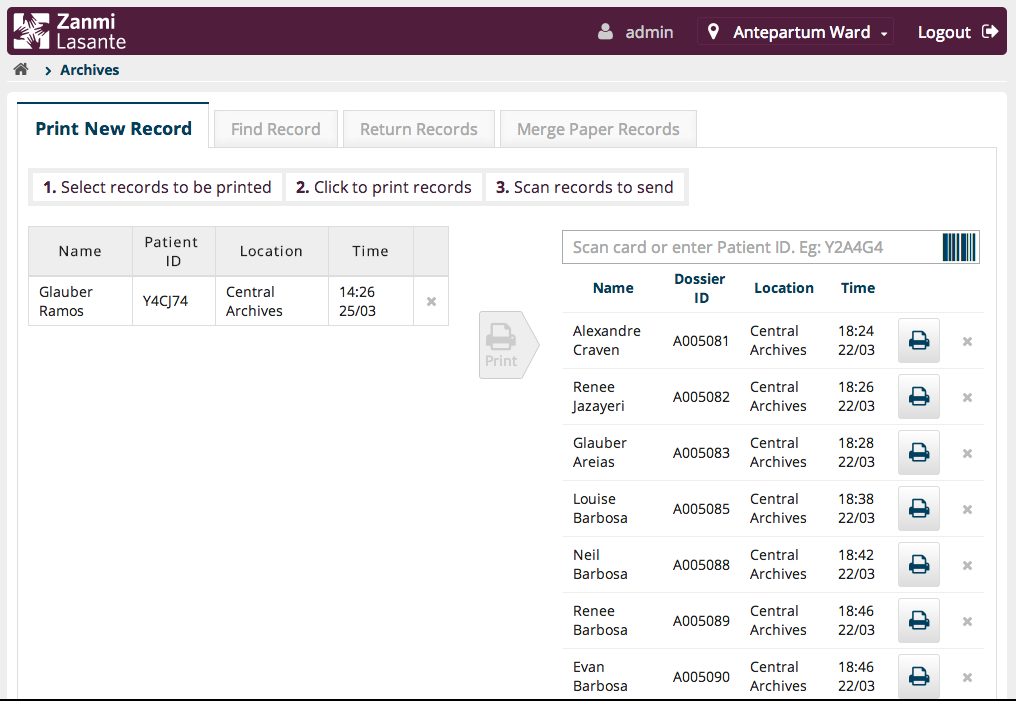 Zanmi
Lasante
admin
Antepartum Ward
Logout
Archives
Print New Record
Find Record
Return Records
Merge Paper Records
1. Select records to be printed
2. Click to print records
3. Scan records to send
Name
Patient
ID
Location
Time
Glauber
Ramos
Y4CJ74
Central
Archives
14:26
25/03
Print
Scan card or enter Patient ID. Eg: Y2A4G4
Name
Dossier
ID
Location
Time
Alexandre
Craven
A005081
Central
Archives
18:24
22/03
Renee
Jazayeri
A005082
Central
Archives
18:26
22/03
Glauber
Areias
A005083
Central
Archives
18:28
22/03
Louise
Barbosa
A005085
Central
Archives
18:38
22/03
Neil
Barbosa
A005088
Central
Archives
18:42
22/03
Renee
Barbosa
A005089
Central
Archives
18:46
22/03
Evan
Barbosa
A005090
Central
Archives
18:46
22/03